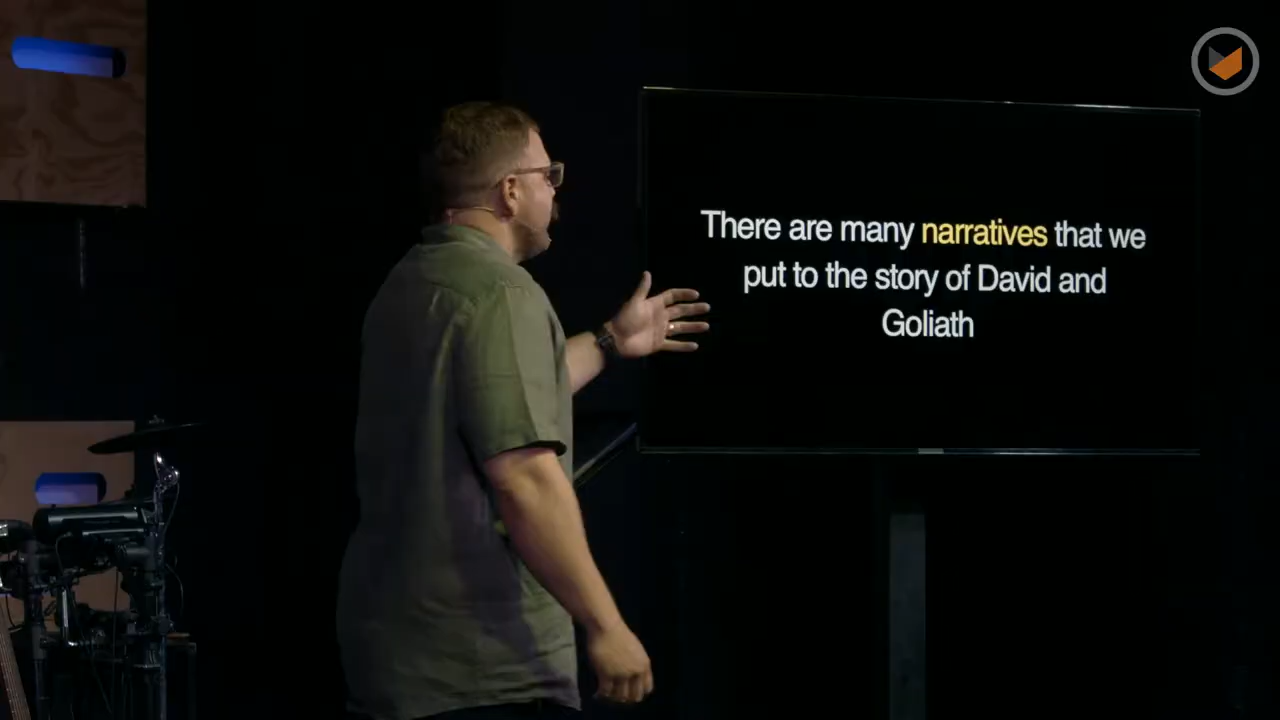 There are many narratives that we
put to the story of David and
Goliath